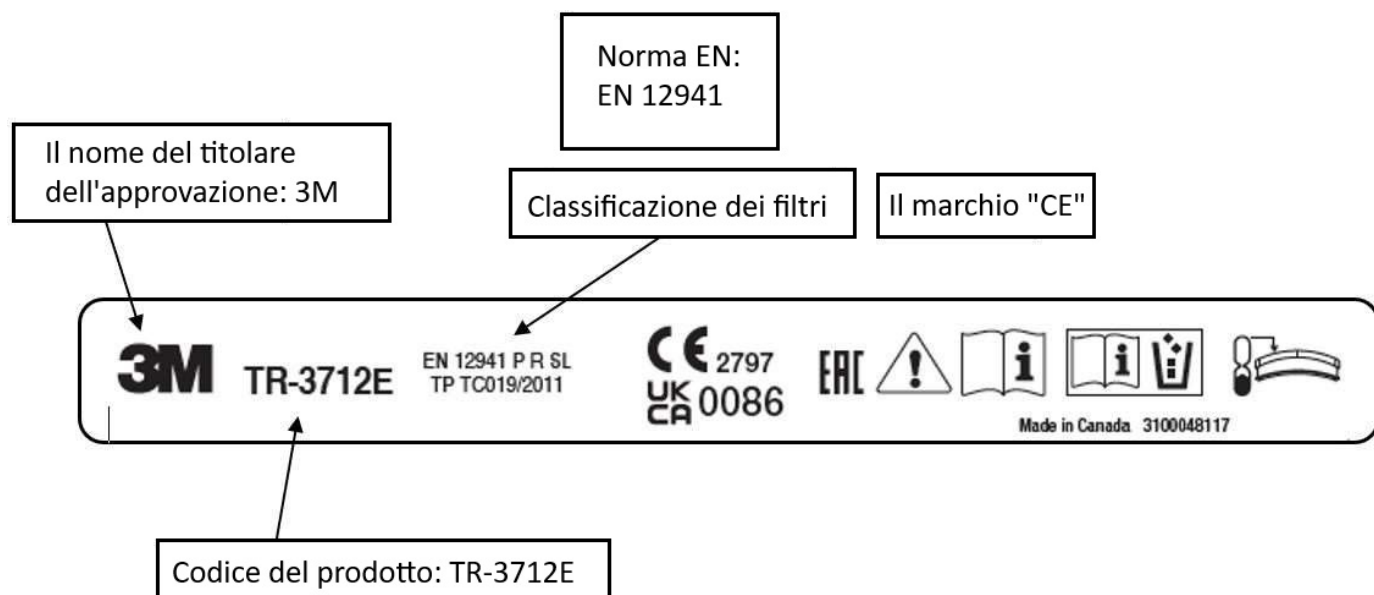 Norma EN:
EN 12941
Il nome del titolare
dell'approvazione: 3M
Classificazione dei filtri
Il marchio "CE"
3M
TR-3712E
EN 12941 P R SL
TP TC019/2011
CE 2797
UK
CA 0086
EAC
Made in Canada 3100048117
Codice del prodotto: TR-3712E